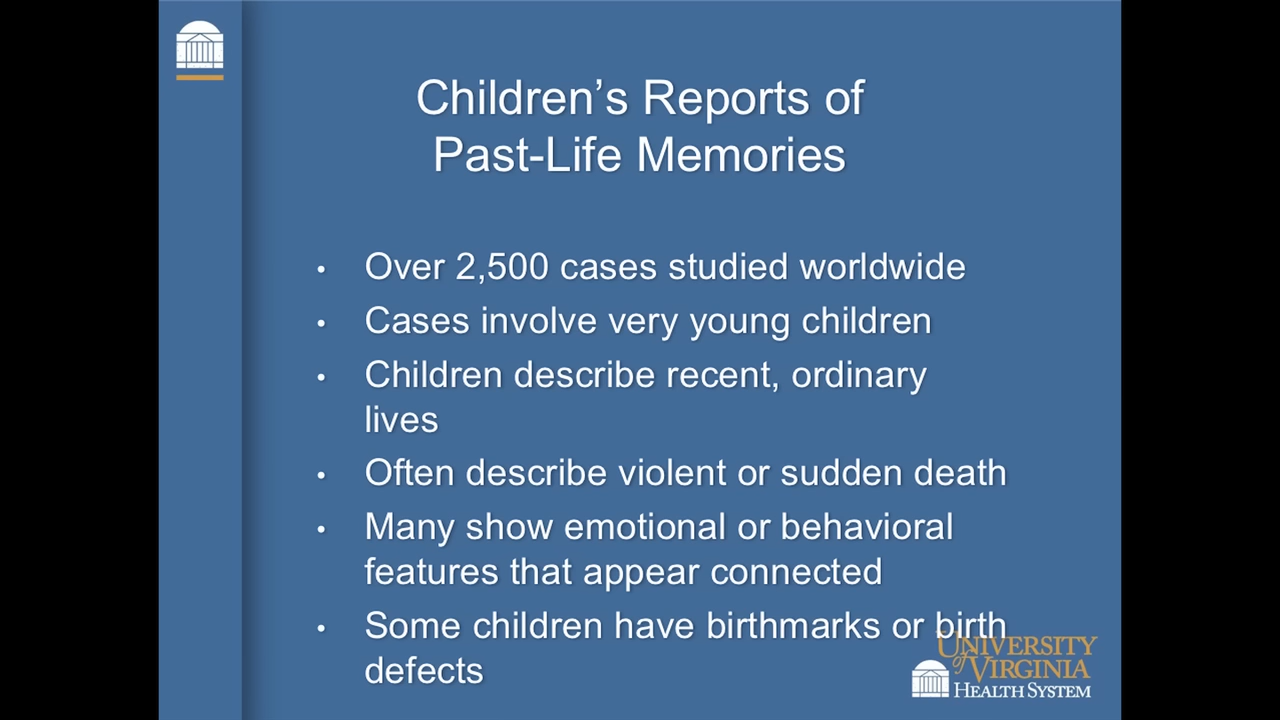 Children’s Reports of
Past-Life Memories
• Over 2,500 cases studied worldwide
• Cases involve very young children
• Children describe recent, ordinary
lives
• Often describe violent or sudden death
• Many show emotional or behavioral
features that appear connected
• Some children have birthmarks or birth
defects
UNIVERSITY
of VIRGINIA
HEALTH SYSTEM